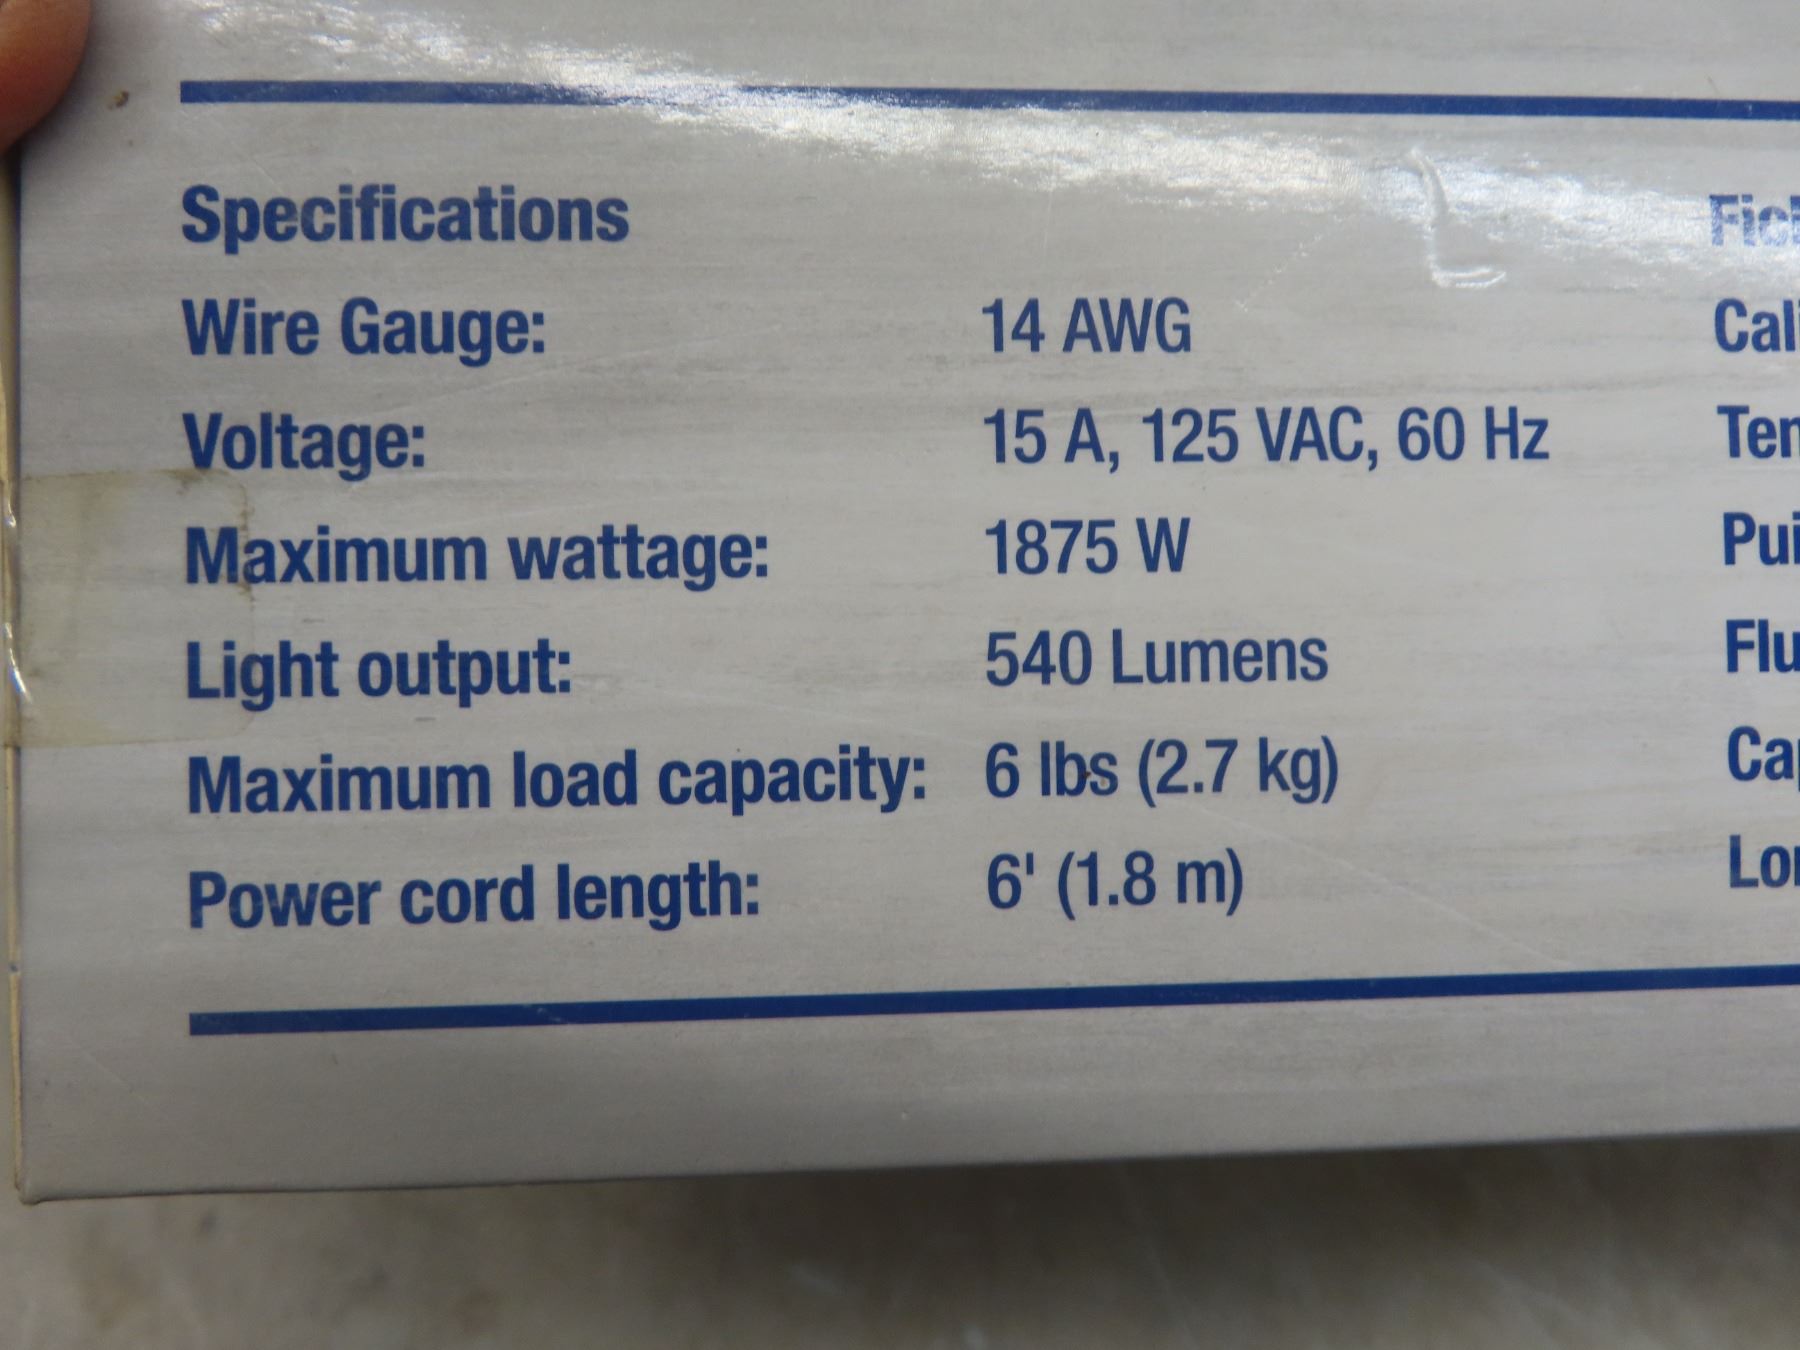 Specifications
Wire Gauge: 14 AWG
Voltage: 15 A, 125 VAC, 60 Hz
Maximum wattage: 1875 W
Light output: 540 Lumens
Maximum load capacity: 6 lbs (2.7 kg)
Power cord length: 6' (1.8 m)